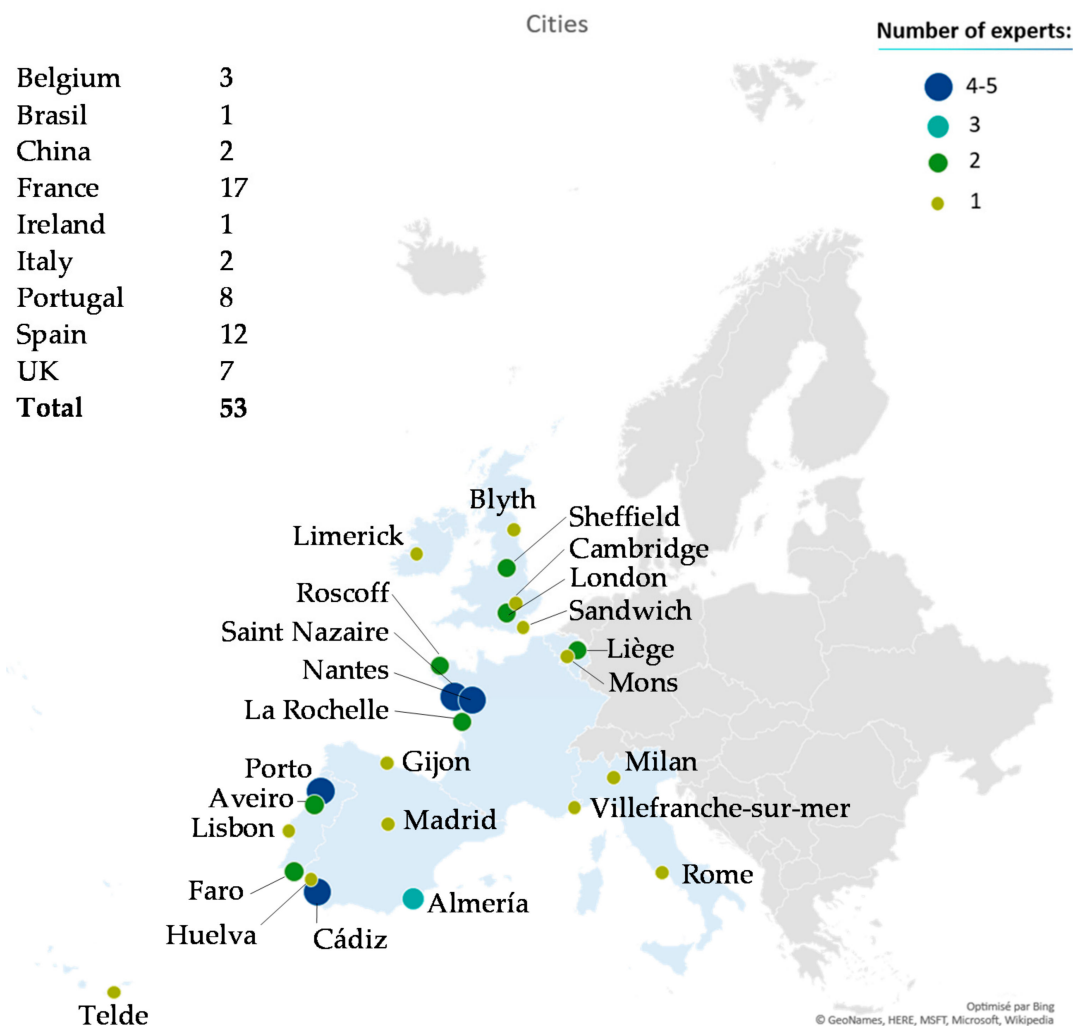 Cities
Number of experts:
4-5
3
2
1
Belgium 3
Brasil 1
China 2
France 17
Ireland 1
Italy 2
Portugal 8
Spain 12
UK 7
Total 53
Blyth
Sheffield
Limerick
Cambridge
London
Roscoff
Sandwich
Saint Nazaire
Liège
Nantes
Mons
La Rochelle
Gijon
Milan
Porto
Aveiro
Villefranche-sur-mer
Lisbon
Madrid
Rome
Faro
Almería
Huelva
Cádiz
Telde
Optimisé par Bing
© GeoNames, HERE, MSFT, Microsoft, Wikipedia